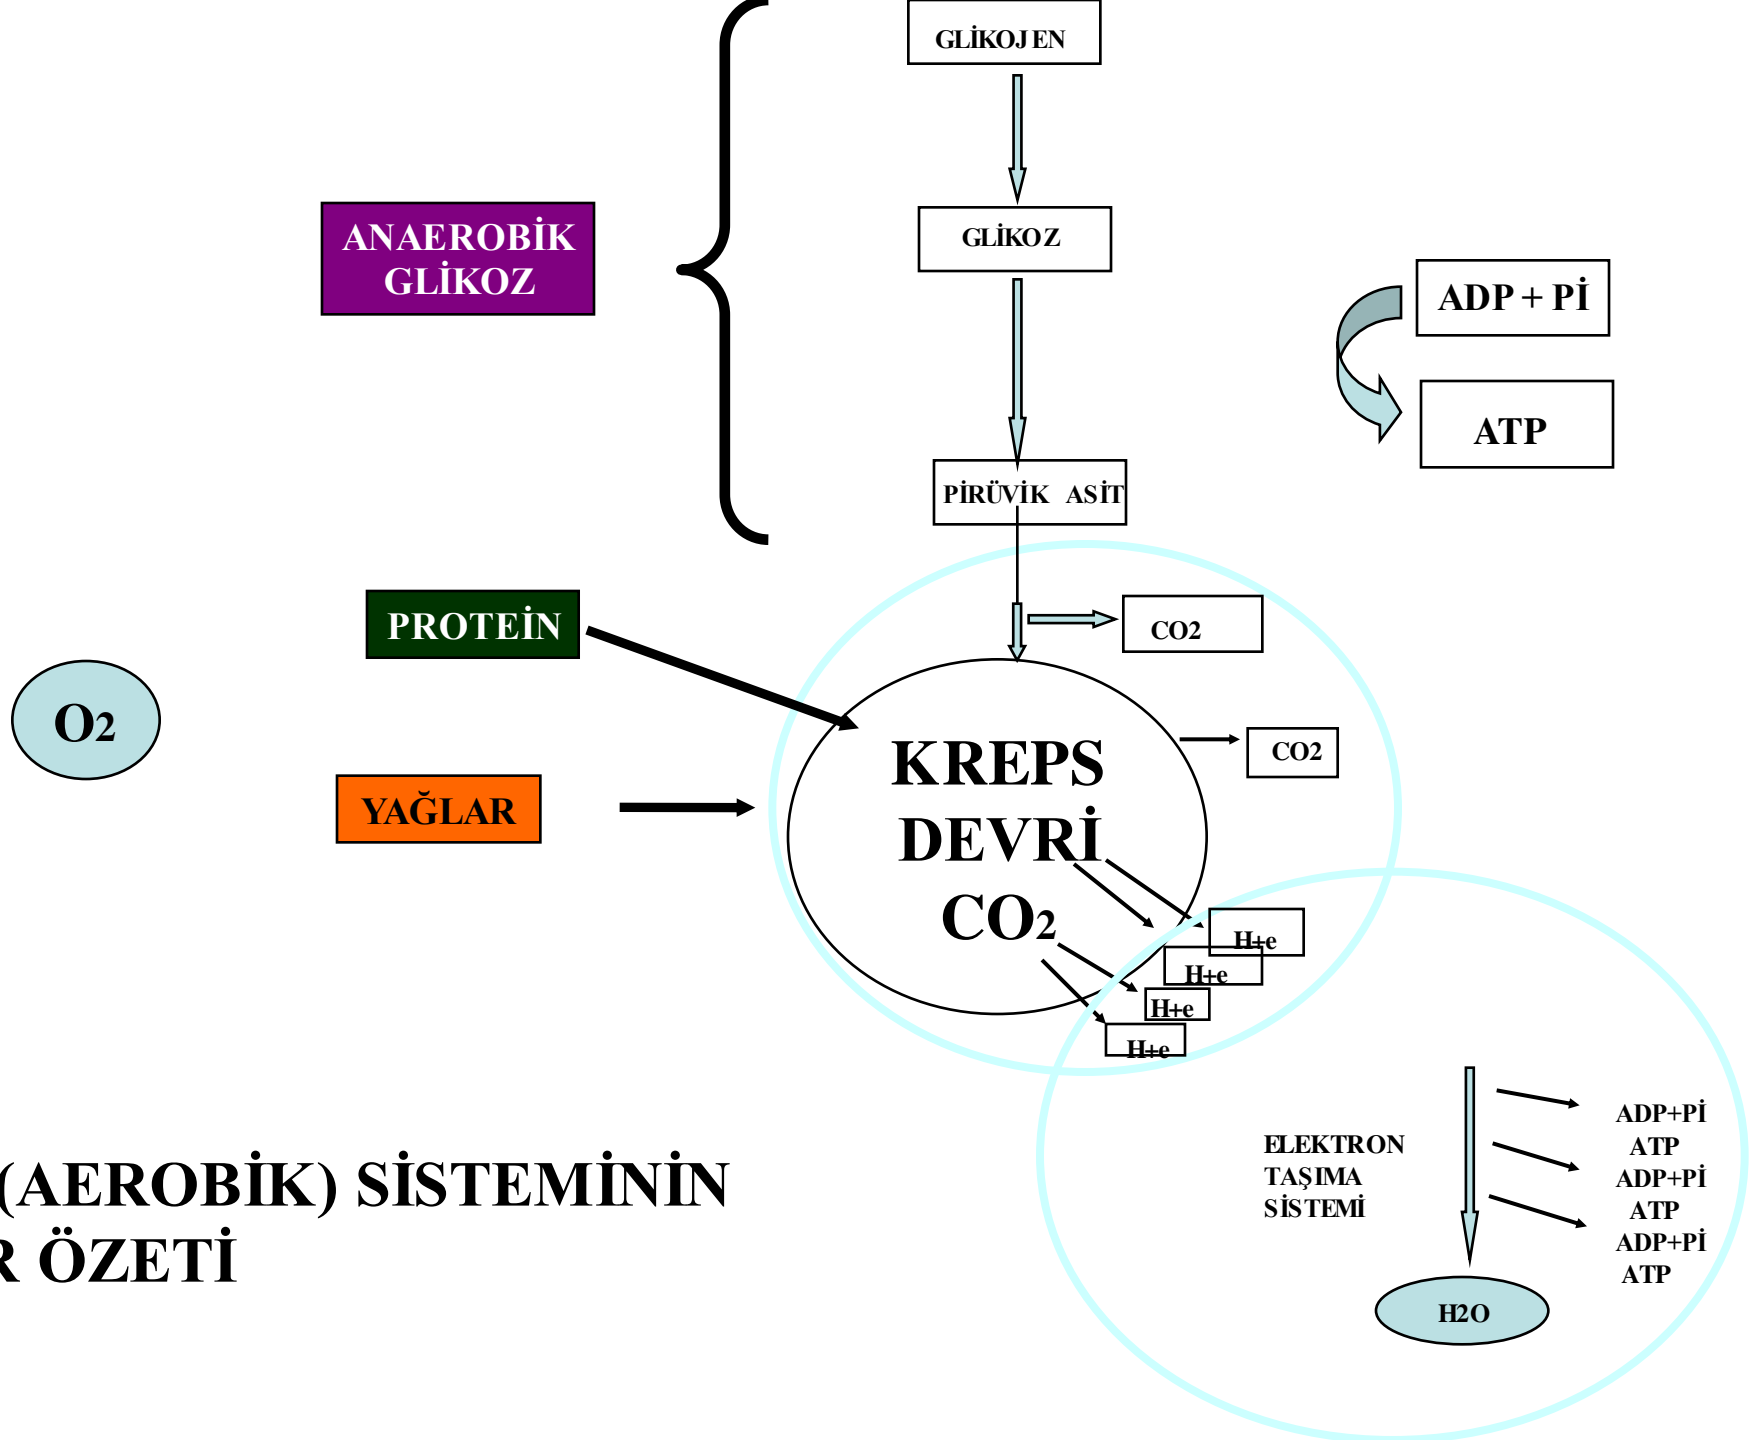 GLİKOJEN
ANAEROBİK
GLİKOZ
GLİKOZ
ADP + Pİ
ATP
PİRÜVİK ASİT
PROTEİN
CO2
O2
YAĞLAR
KREPS
DEVRİ
CO2
CO2
H+e
H+e
H+e
H+e
ELEKTRON
TAŞIMA
SİSTEMİ
ADP+Pİ
ATP
ADP+Pİ
ATP
ADP+Pİ
ATP
H2O
(AEROBİK) SİSTEMİNİN
ÖZETİ